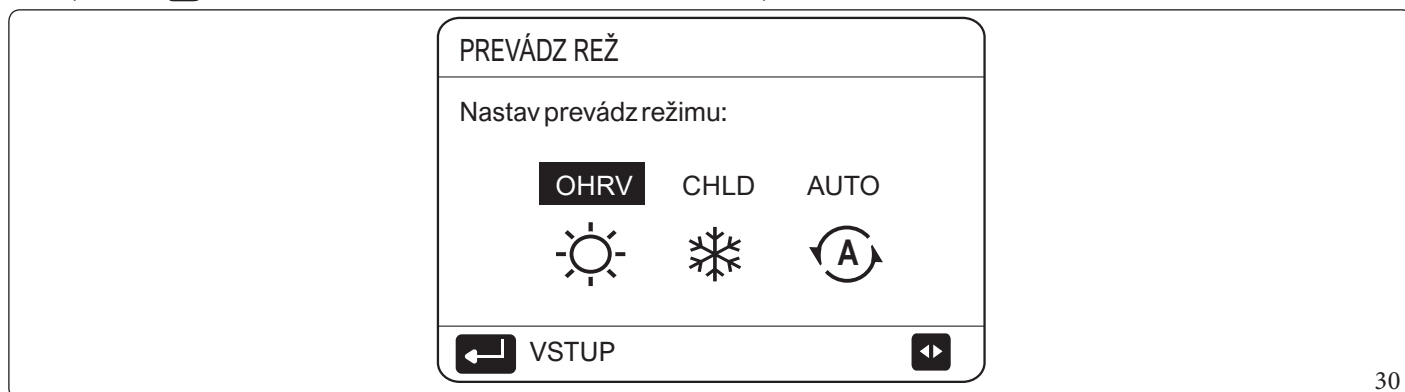 PREVÁDZ REŽ
Nastav prevádz režimu:
OHRV CHLD AUTO
A
VSTUP
30